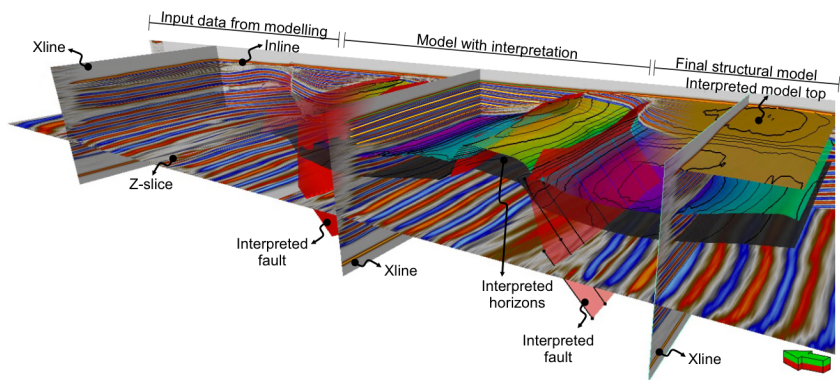 Input data from modelling
Model with interpretation
Final structural model
Xline
Inline
Interpreted model top
Z-slice
Interpreted
fault
Xline
Interpreted
horizons
Interpreted
fault
Xline